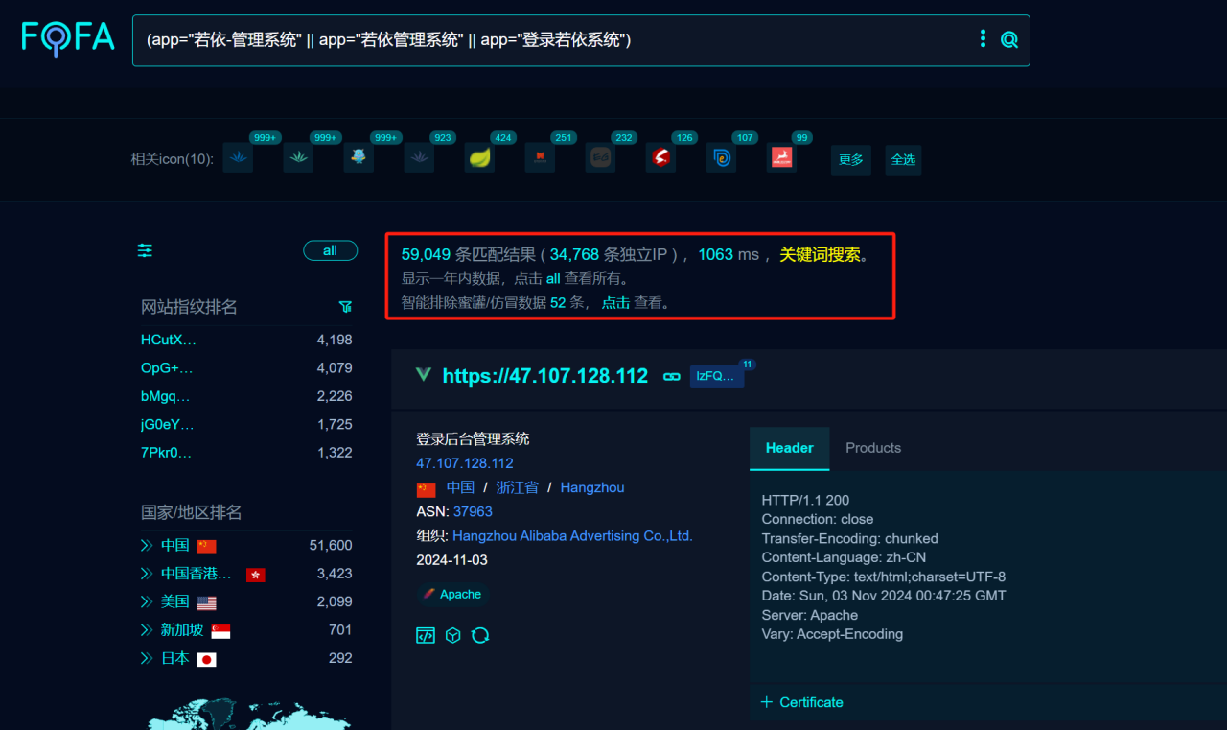 FOFA
(app="若依-管理系统" || app="若依管理系统" || app="登录若依系统")
相关icon(10):
999+
999+
999+
923
424
251
232
126
107
99
更多
全选
all
59,049 条匹配结果 ( 34,768 条独立IP ) ，1063 ms ，关键词搜索。
显示一年内数据，点击 all 查看所有。
智能排除蜜罐/仿冒数据 52 条， 点击 查看。
网站指纹排名
HCutX... 4,198
OpG+... 4,079
bMgq... 2,226
jG0eY... 1,725
7Pkr0... 1,322
国家/地区排名
中国 51,600
中国香港... 3,423
美国 2,099
新加坡 701
日本 292
https://47.107.128.112
IzFQ...
11
登录后台管理系统
47.107.128.112
中国 / 浙江省 / Hangzhou
ASN: 37963
组织: Hangzhou Alibaba Advertising Co.,Ltd.
2024-11-03
Apache
Header
Products
HTTP/1.1 200
Connection: close
Transfer-Encoding: chunked
Content-Language: zh-CN
Content-Type: text/html;charset=UTF-8
Date: Sun, 03 Nov 2024 00:47:25 GMT
Server: Apache
Vary: Accept-Encoding
+ Certificate